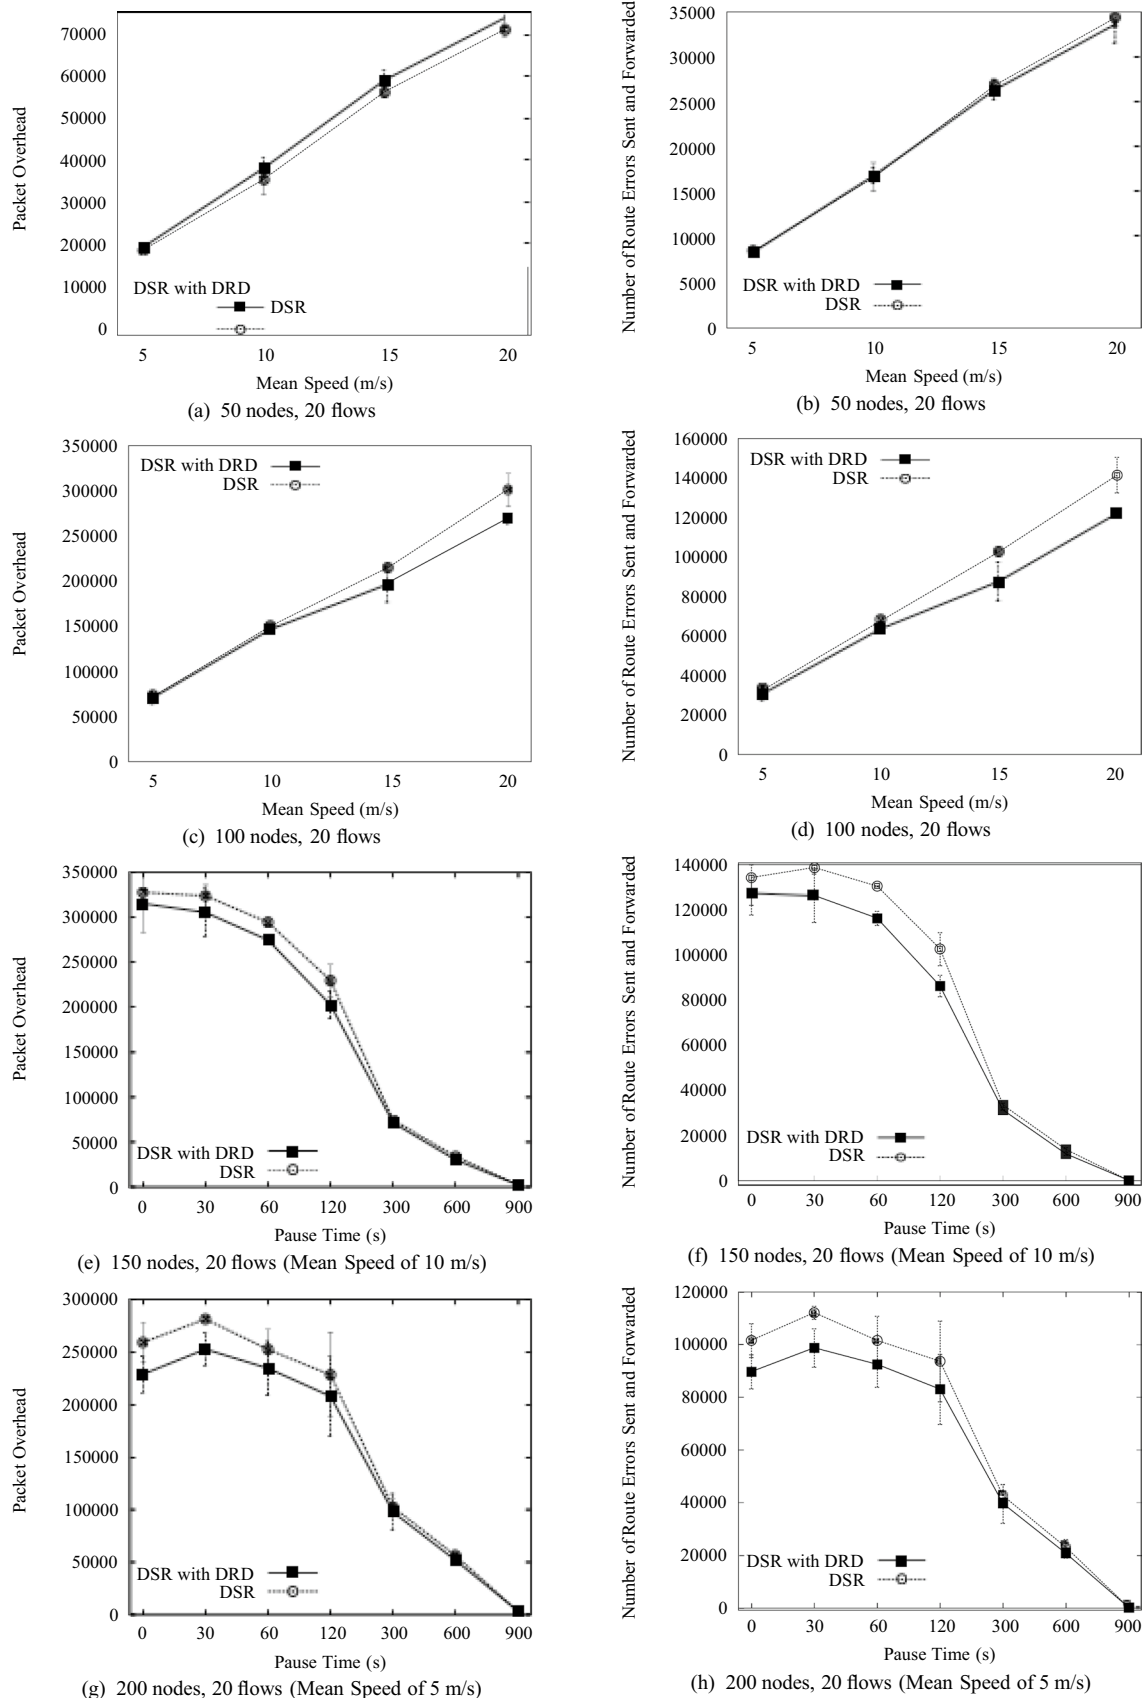 Packet Overhead
70000
60000
50000
40000
30000
20000
10000
0
DSR with DRD
DSR
5 10 15 20
Mean Speed (m/s)
(a) 50 nodes, 20 flows
Number of Route Errors Sent and Forwarded
35000
30000
25000
20000
15000
10000
5000
0
DSR with DRD
DSR
5 10 15 20
Mean Speed (m/s)
(b) 50 nodes, 20 flows
Packet Overhead
350000
300000
250000
200000
150000
100000
50000
0
DSR with DRD
DSR
5 10 15 20
Mean Speed (m/s)
(c) 100 nodes, 20 flows
Number of Route Errors Sent and Forwarded
160000
140000
120000
100000
80000
60000
40000
20000
0
DSR with DRD
DSR
5 10 15 20
Mean Speed (m/s)
(d) 100 nodes, 20 flows
Packet Overhead
350000
300000
250000
200000
150000
100000
50000
0
DSR with DRD
DSR
0 30 60 120 300 600 900
Pause Time (s)
(e) 150 nodes, 20 flows (Mean Speed of 10 m/s)
Number of Route Errors Sent and Forwarded
140000
120000
100000
80000
60000
40000
20000
0
DSR with DRD
DSR
0 30 60 120 300 600 900
Pause Time (s)
(f) 150 nodes, 20 flows (Mean Speed of 10 m/s)
Packet Overhead
300000
250000
200000
150000
100000
50000
0
DSR with DRD
DSR
0 30 60 120 300 600 900
Pause Time (s)
(g) 200 nodes, 20 flows (Mean Speed of 5 m/s)
Number of Route Errors Sent and Forwarded
120000
100000
80000
60000
40000
20000
0
DSR with DRD
DSR
0 30 60 120 300 600 900
Pause Time (s)
(h) 200 nodes, 20 flows (Mean Speed of 5 m/s)